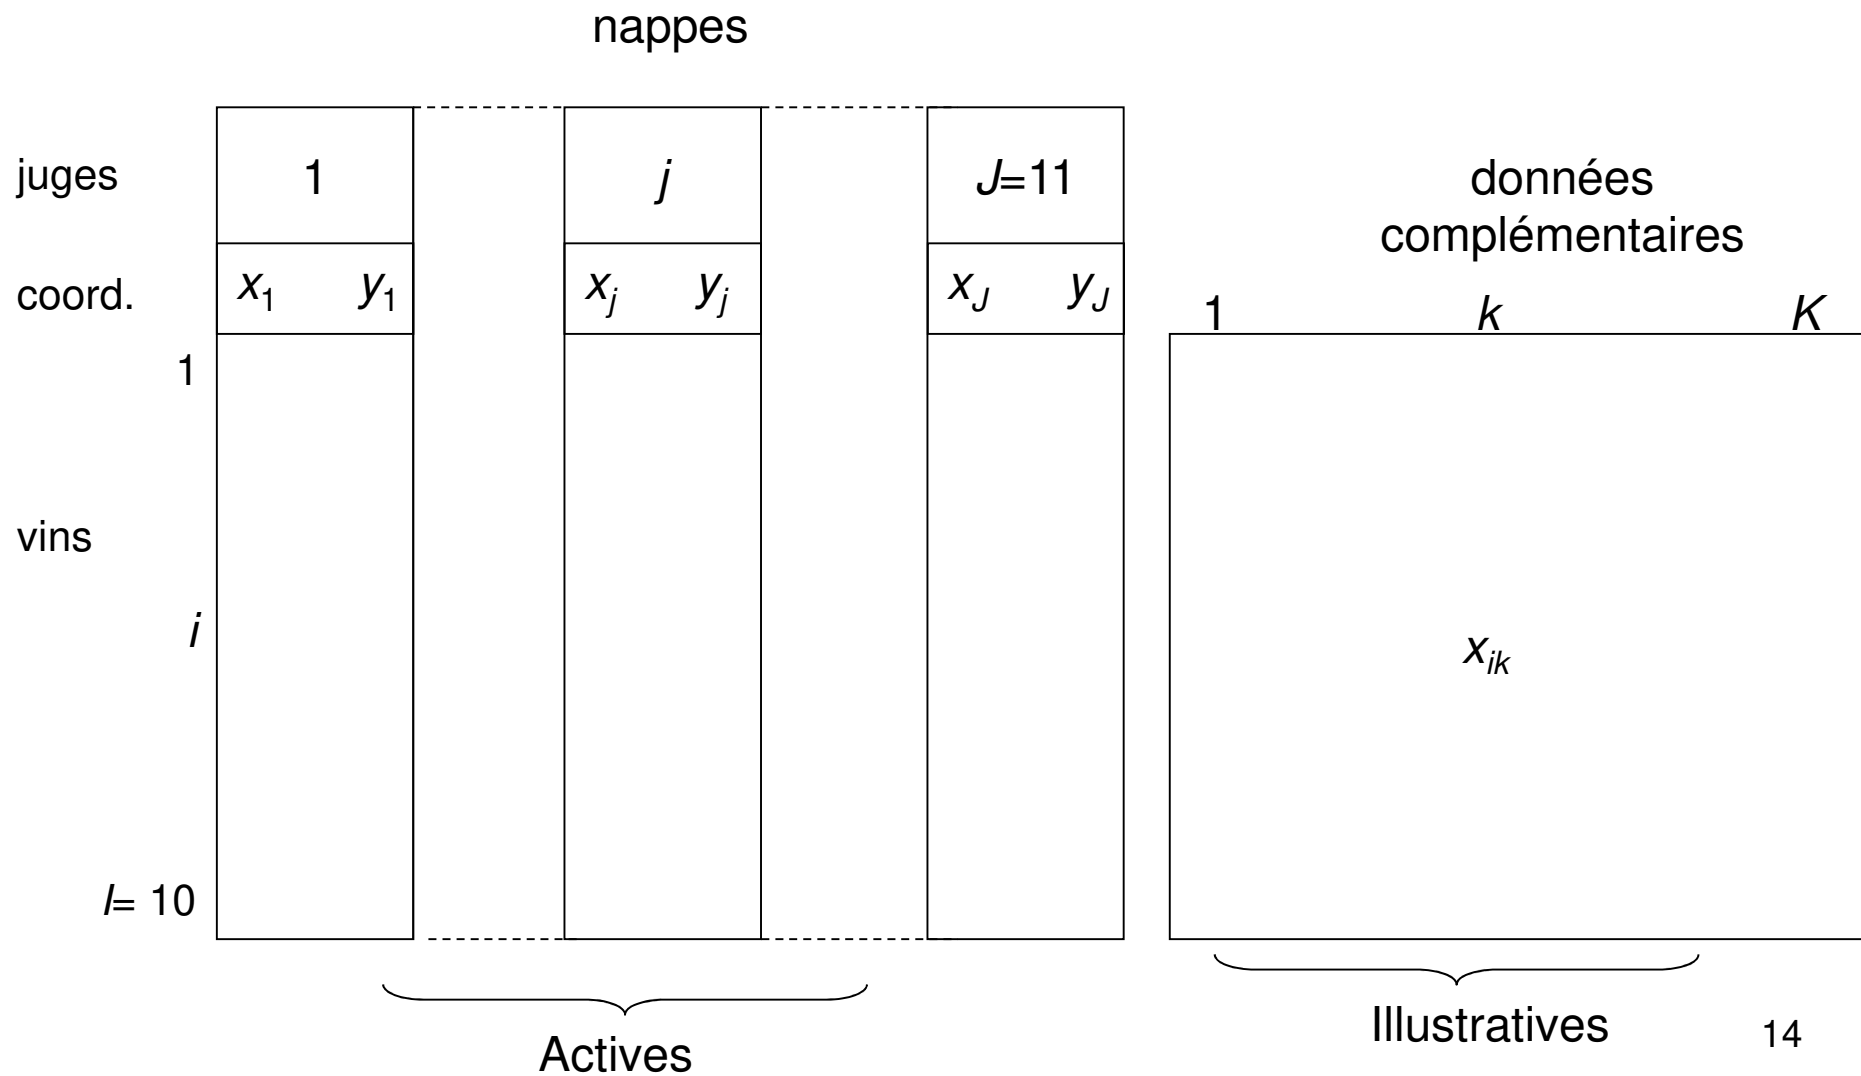 nappes
juges 1 j J=11
données
complémentaires
coord. x1 y1 xj yj xJ yJ
1 k K
1
vins
i
xik
I= 10
Actives
Illustratives
14